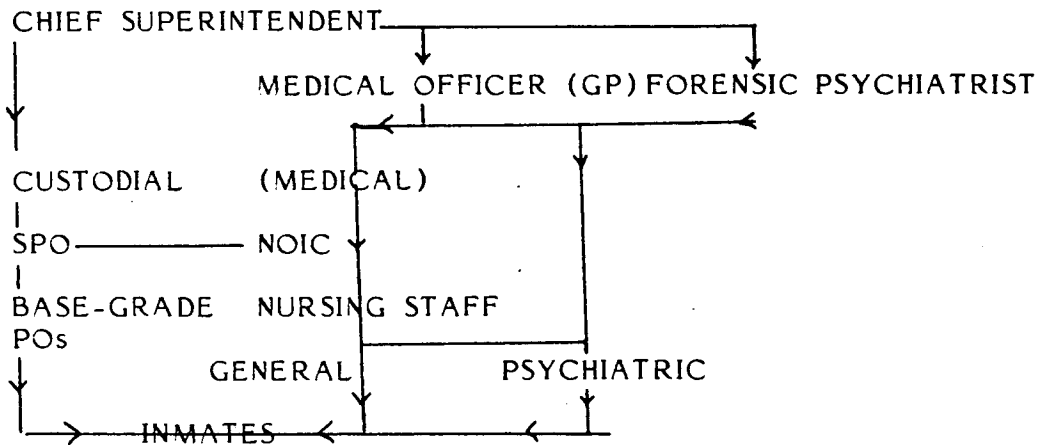 CHIEF SUPERINTENDENT
MEDICAL OFFICER (GP) FORENSIC PSYCHIATRIST
CUSTODIAL (MEDICAL)
SPO NOIC
BASE-GRADE NURSING STAFF
POs
GENERAL PSYCHIATRIC
INMATES